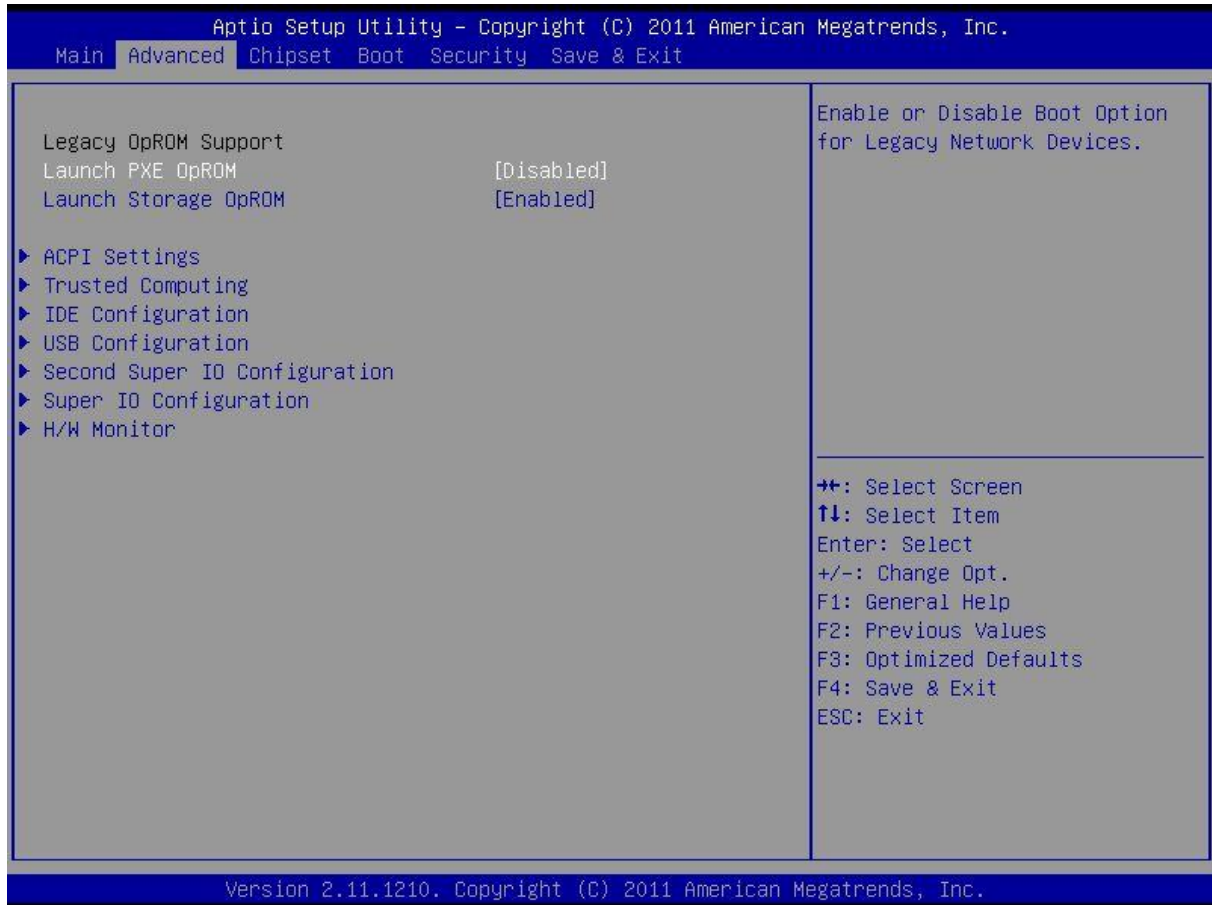 Aptio Setup Utility – Copyright (C) 2011 American Megatrends, Inc.
Main Advanced Chipset Boot Security Save & Exit
Legacy OpROM Support
Launch PXE OpROM [Disabled]
Launch Storage OpROM [Enabled]
▶ ACPI Settings
▶ Trusted Computing
▶ IDE Configuration
▶ USB Configuration
▶ Second Super IO Configuration
▶ Super IO Configuration
▶ H/W Monitor
Enable or Disable Boot Option
for Legacy Network Devices.
→←: Select Screen
↑↓: Select Item
Enter: Select
+/-: Change Opt.
F1: General Help
F2: Previous Values
F3: Optimized Defaults
F4: Save & Exit
ESC: Exit
Version 2.11.1210. Copyright (C) 2011 American Megatrends, Inc.